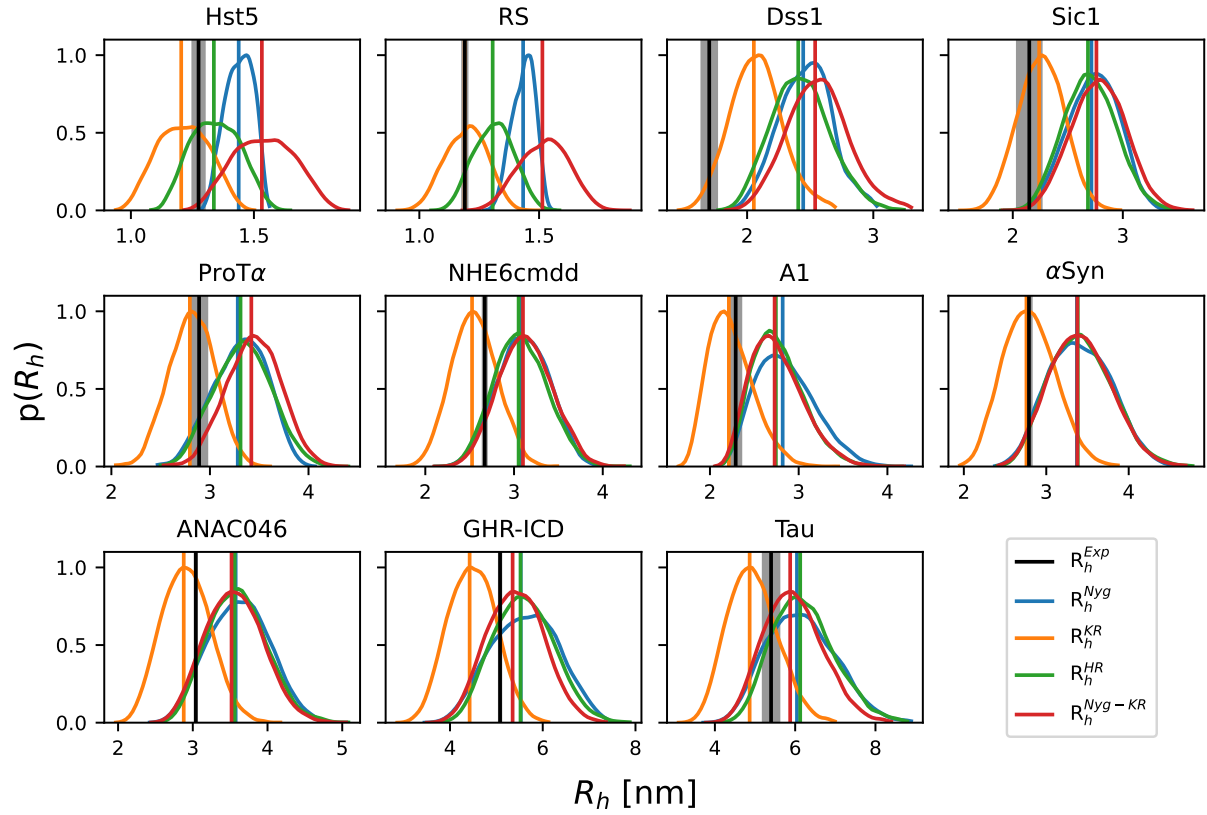 Hst5 RS Dss1 Sic1
1.0
0.5
0.0
1.0 1.5 1.0 1.5 2 3 2 3
ProTα NHE6cmdd A1 αSyn
1.0
0.5
0.0
2 3 4 2 3 4 2 3 4 2 3 4
p(R_h)
ANAC046 GHR-ICD Tau
1.0
0.5
0.0
2 3 4 5 4 6 8 4 6 8
R_h^{Exp}
R_h^{Nyg}
R_h^{KR}
R_h^{HR}
R_h^{Nyg−KR}
R_h [nm]